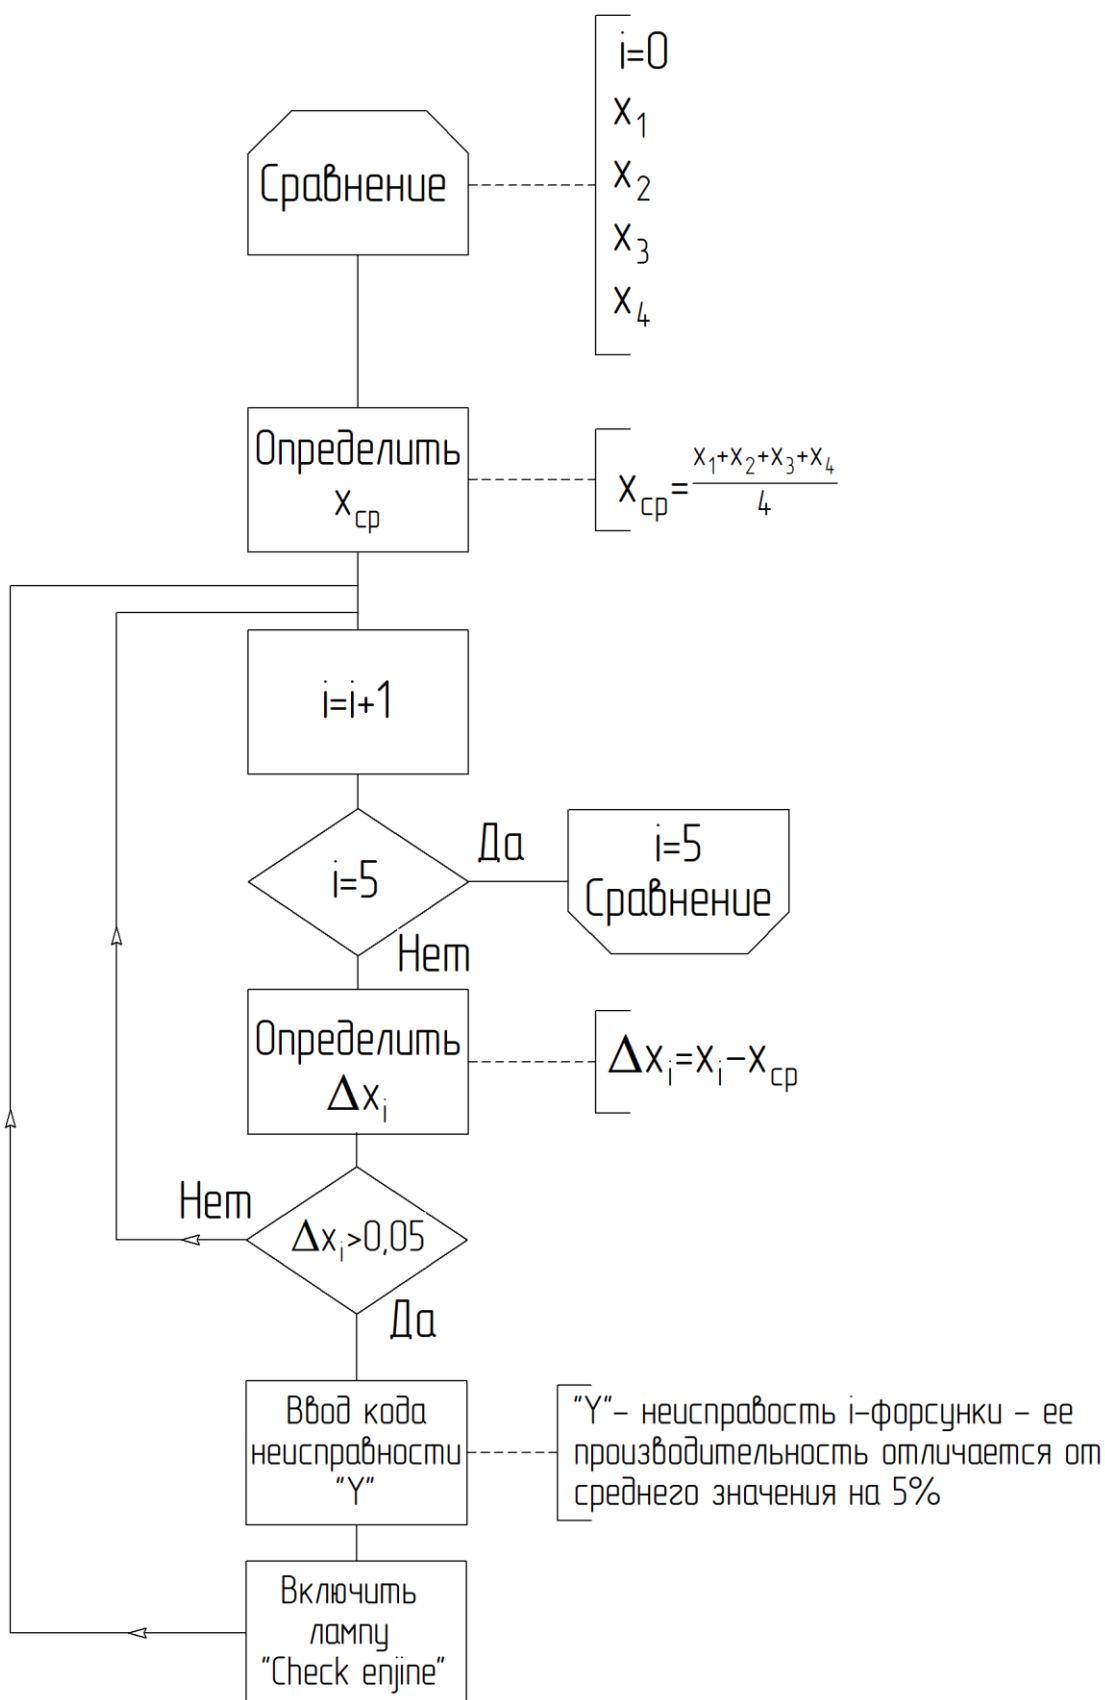 Сравнение
i=0
x₁
x₂
x₃
x₄
Определить
xср
xср=(x₁+x₂+x₃+x₄)/4
i=i+1
i=5
Да
i=5
Сравнение
Нет
Определить
Δxᵢ
Δxᵢ=xᵢ-xср
Нет
Δxᵢ>0,05
Да
Ввод кода
неисправности
"Y"
"Y"- неиспавость i-форсунки - ее
производительность отличается от
среднего значения на 5%
Включить
лампу
"Check enjine"